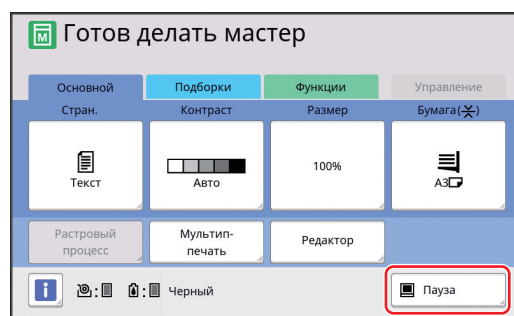 M Готов делать мастер
Основной Подборки Функции Управление
Стран. Контраст Размер Бумага(⚹)
Текст Авто 100% A3
Растровый процесс
Мультип-
печать
Редактор
i : : Черный Пауза